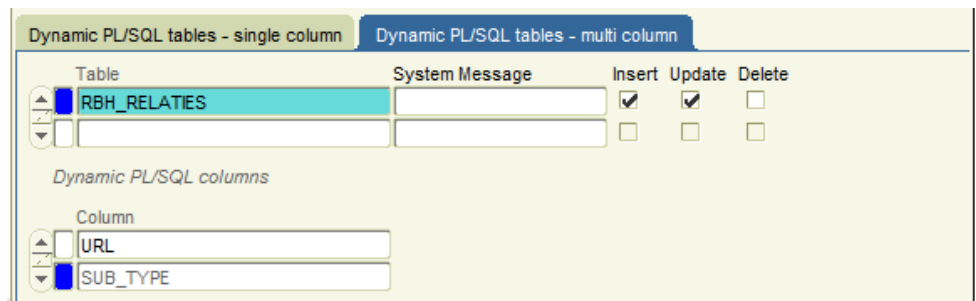 Dynamic PL/SQL tables - single column Dynamic PL/SQL tables - multi column
Table System Message Insert Update Delete
RBH_RELATIES
Dynamic PL/SQL columns
Column
URL
SUB_TYPE